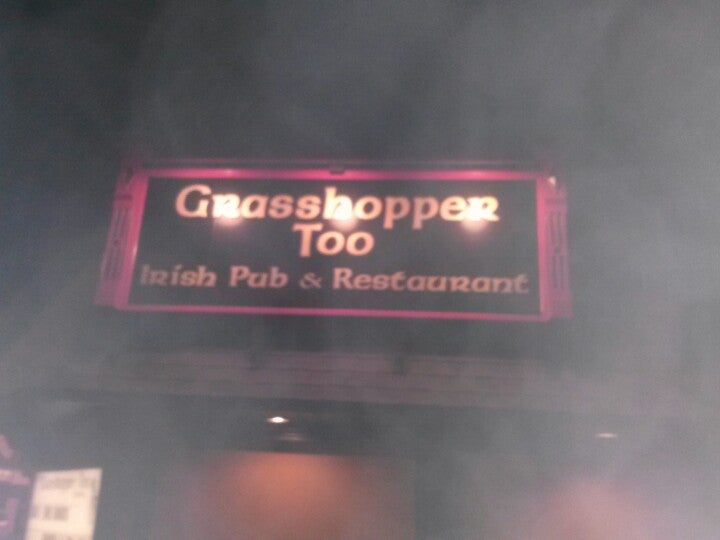 Grasshopper
Too
Irish Pub & Restaurant